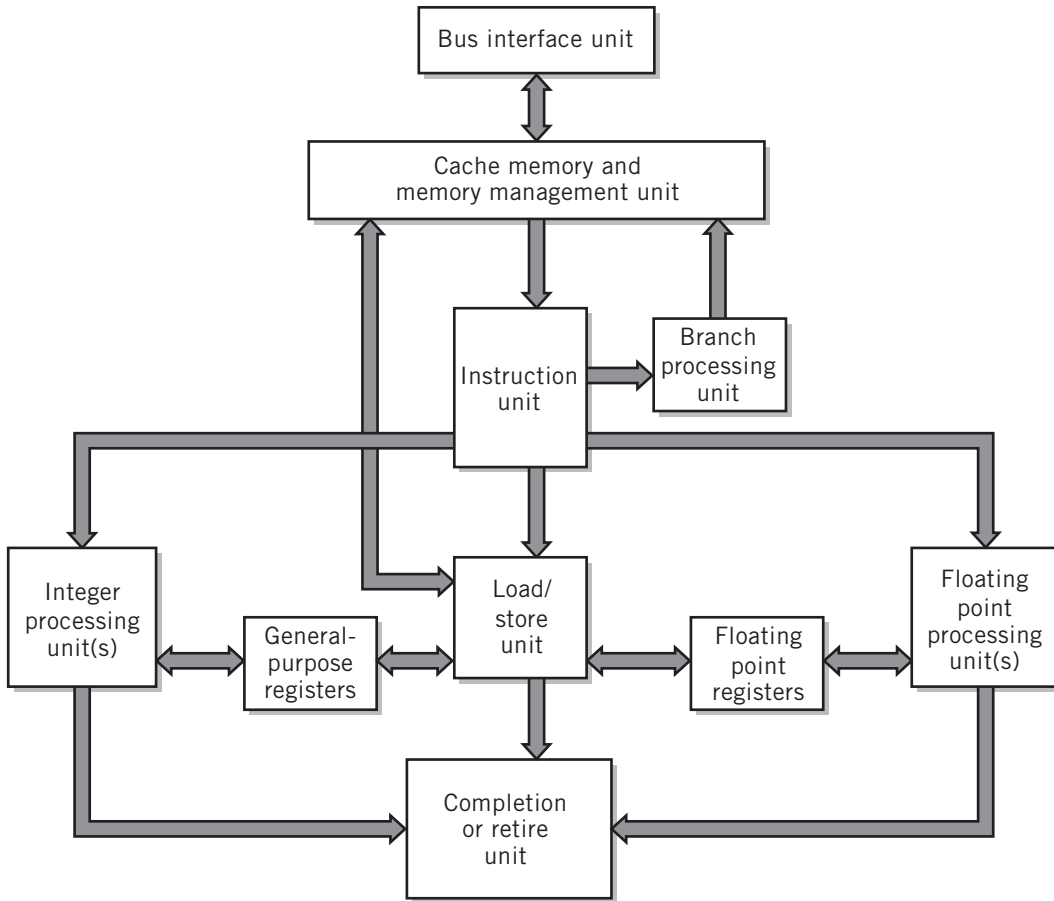 Bus interface unit
Cache memory and
memory management unit
Instruction
unit
Branch
processing
unit
Integer
processing
unit(s)
General-
purpose
registers
Load/
store
unit
Floating
point
registers
Floating
point
processing
unit(s)
Completion
or retire
unit